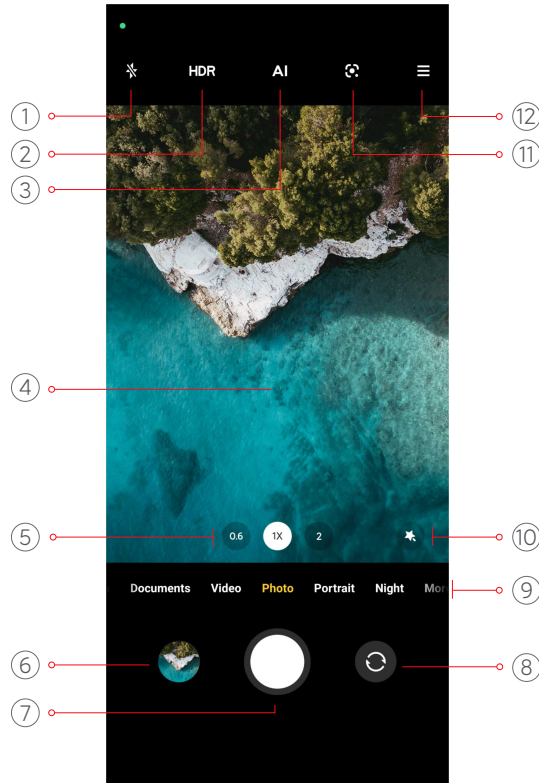 HDR AI
① ⑫
② ⑪
③
④
⑤ 0.6 1X 2 ⑩
Documents Video Photo Portrait Night Mor ⑨
⑥ ⑧
⑦